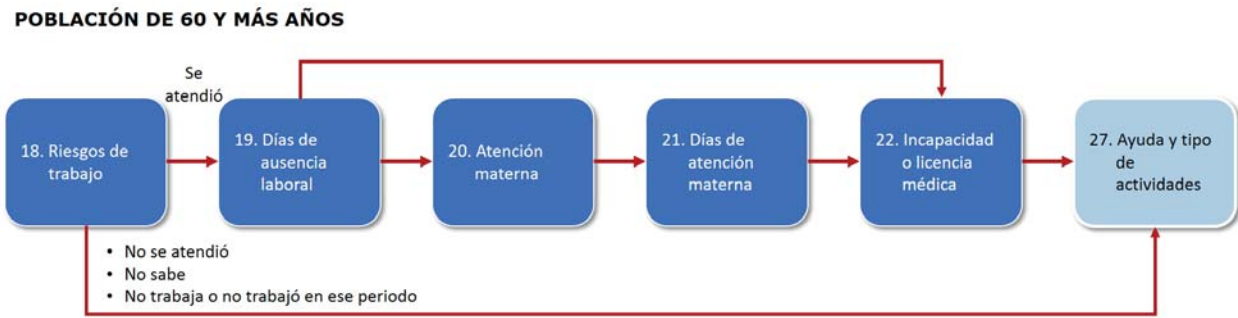 POBLACIÓN DE 60 Y MÁS AÑOS
Se
atendió
18. Riesgos de
trabajo
19. Días de
ausencia
laboral
20. Atención
materna
21. Días de
atención
materna
22. Incapacidad
o licencia
médica
27. Ayuda y tipo
de
actividades
• No se atendió
• No sabe
• No trabaja o no trabajó en ese periodo